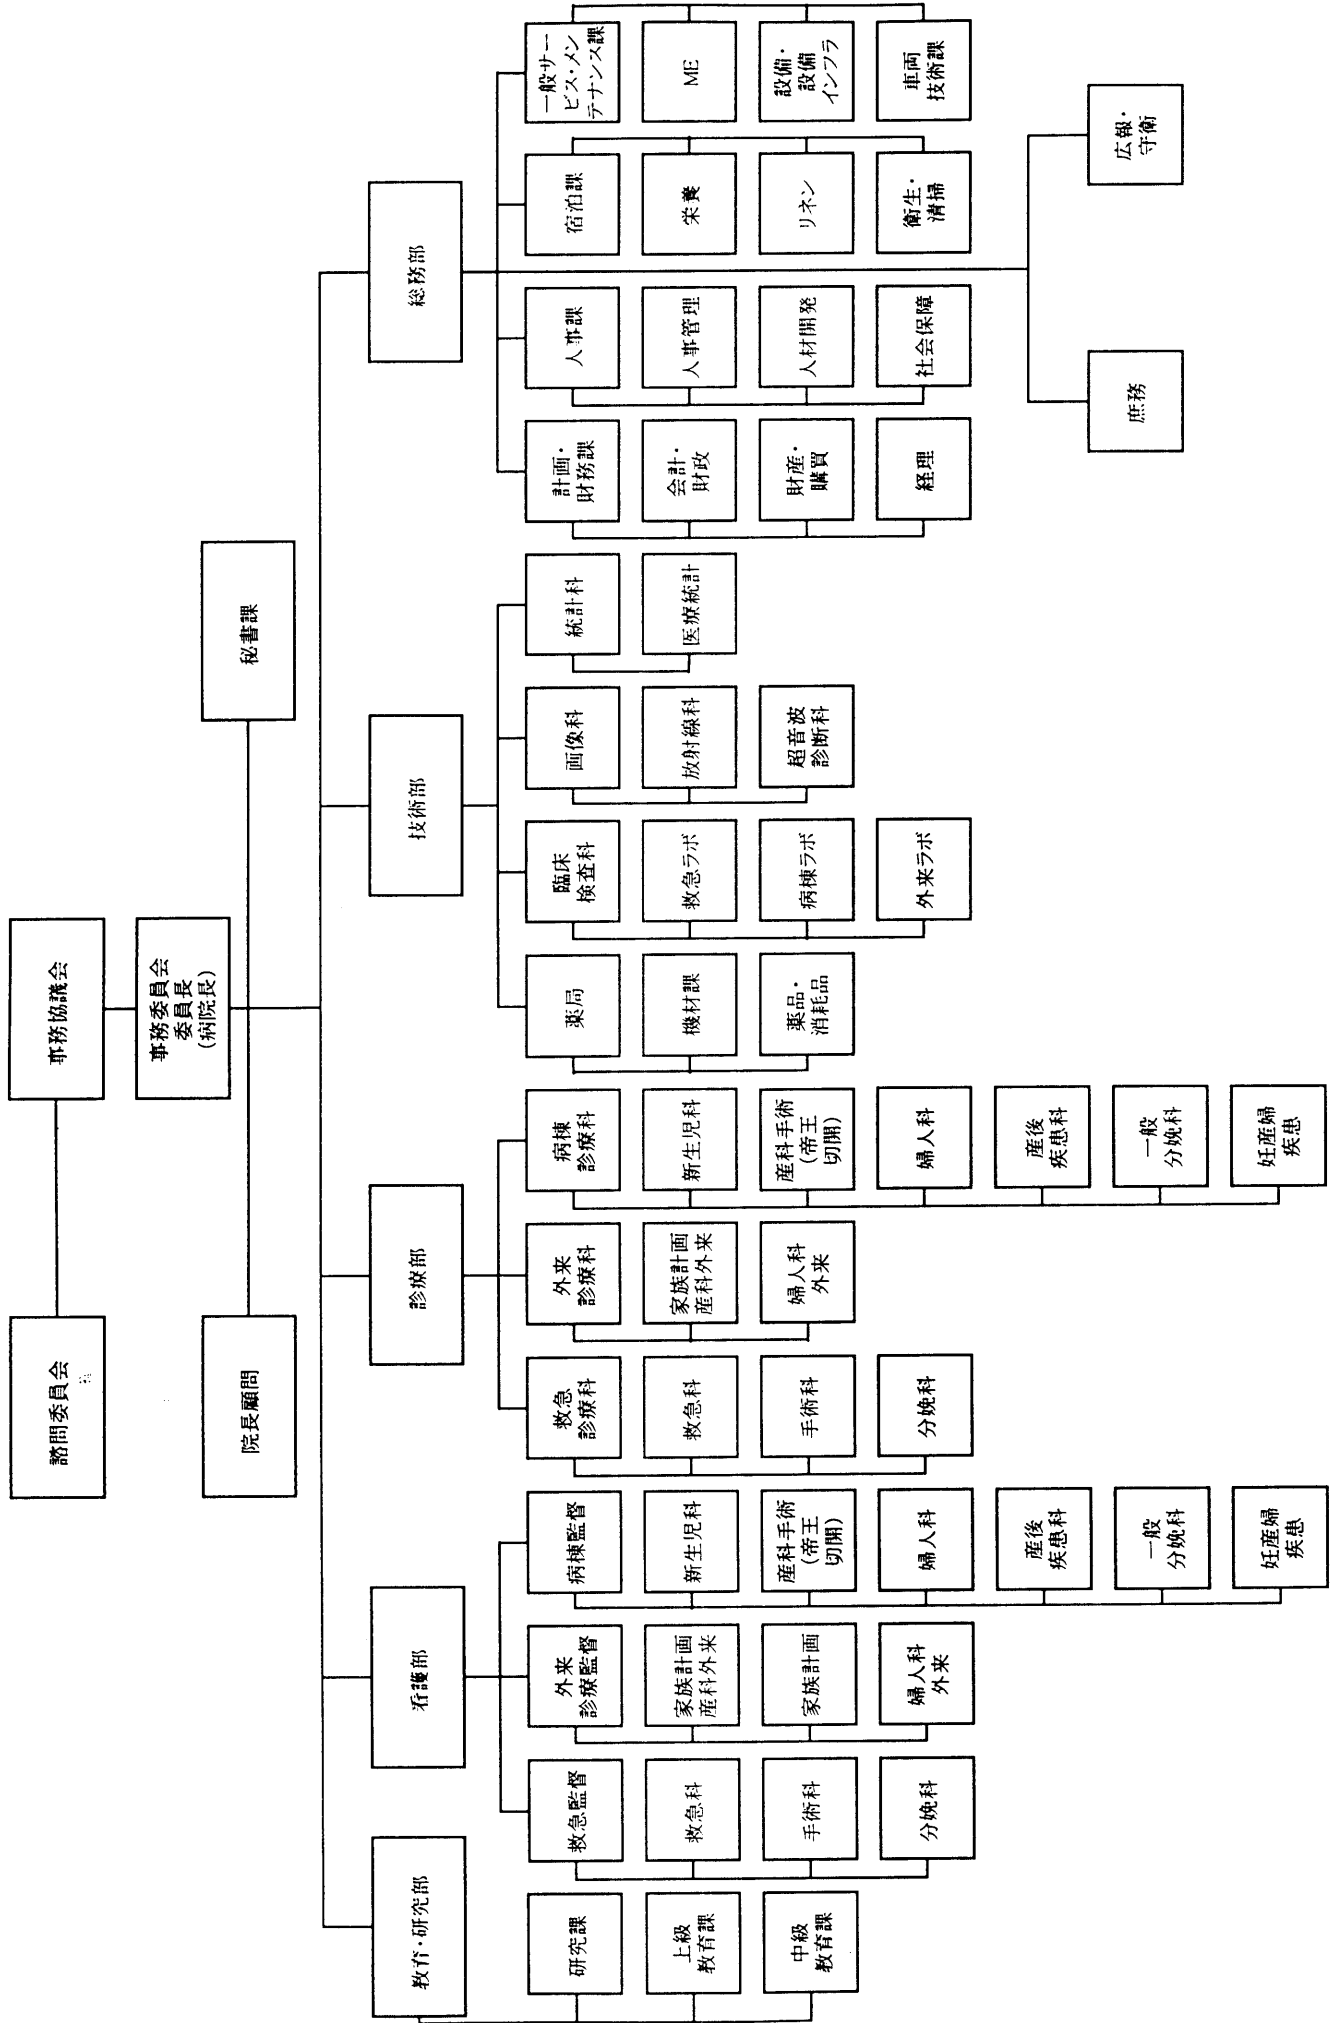 諮問委員会
事務協議会
事務委員会
委員長
(病院長)
院長顧問
秘書課
教育・研究部
看護部
診療部
技術部
総務部
研究課
上級
教育課
中級
教育課
救急監督
救急科
手術科
分娩科
外来
診療監督
家族計画
産科外来
家族計画
婦人科
外来
病棟監督
新生児科
産科手術
(帝王
切開)
婦人科
産後
疾患科
一般
分娩科
妊産婦
疾患
救急
診療科
救急科
手術科
分娩科
外来
診療科
家族計画
産科外来
婦人科
外来
病棟
診療科
新生児科
産科手術
(帝王
切開)
婦人科
産後
疾患科
一般
分娩科
妊産婦
疾患
薬局
機材課
薬品・
消耗品
臨床
検査科
救急ラボ
病棟ラボ
外来ラボ
画像科
放射線科
超音波
診断科
統計科
医療統計
計画・
財務課
会計・
財政
財産・
購買
経理
人事課
人事管理
人材開発
社会保障
宿泊課
栄養
リネン
衛生・
清掃
一般サー
ビス・メン
テナンス課
ME
設備・
設備
インフラ
車両
技術課
庶務
広報・
守衛